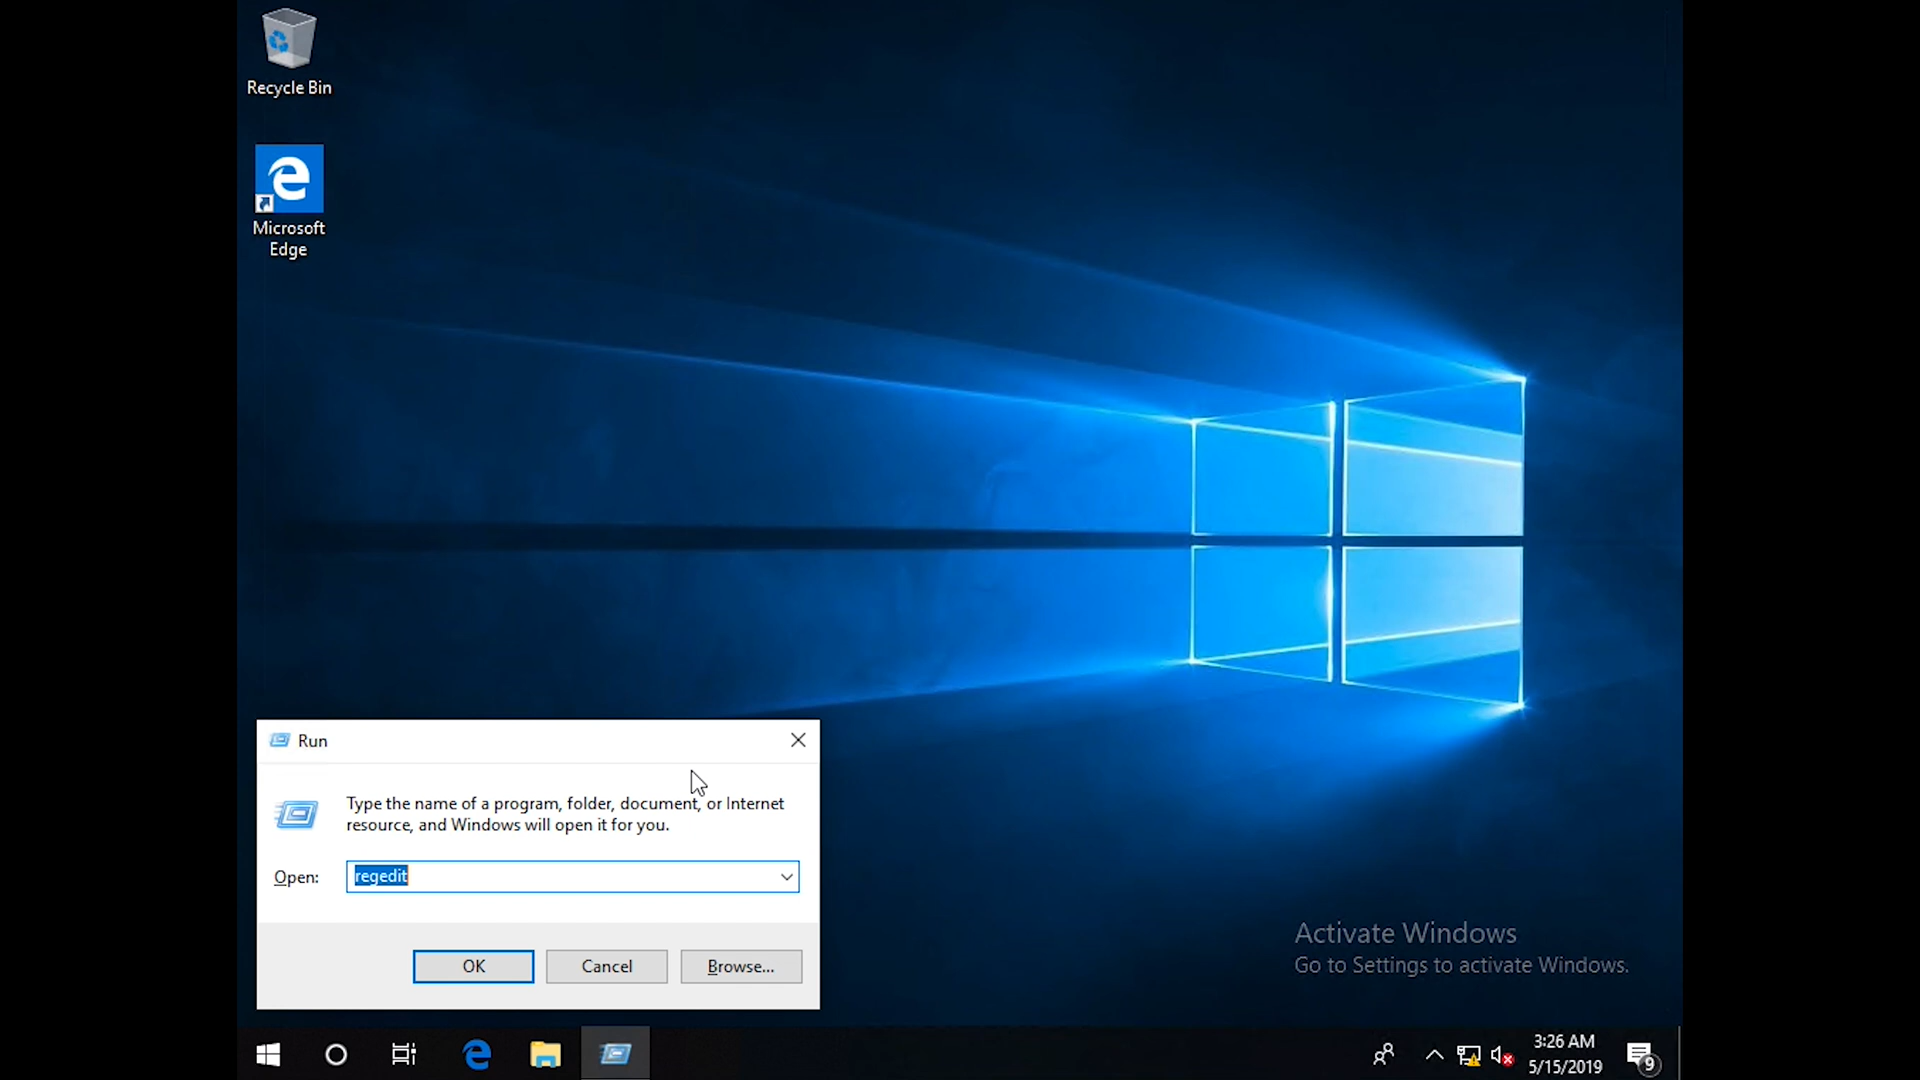 Recycle Bin
Microsoft
Edge
Run
Type the name of a program, folder, document, or Internet
resource, and Windows will open it for you.
Open:
regedit
OK
Cancel
Browse...
Activate Windows
Go to Settings to activate Windows.
3:26 AM
5/15/2019
9